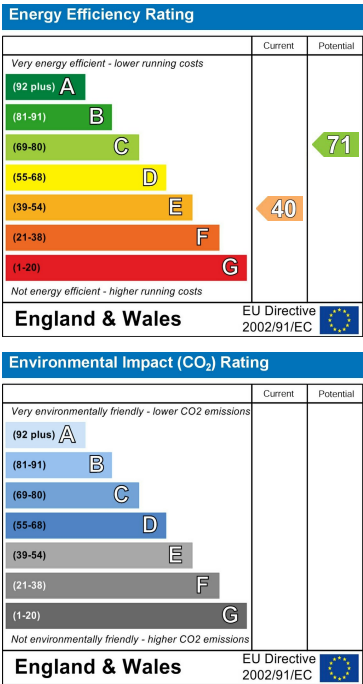 Energy Efficiency Rating
Current Potential
Very energy efficient - lower running costs
(92 plus) A
(81-91) B
(69-80) C 71
(55-68) D
(39-54) E 40
(21-38) F
(1-20) G
Not energy efficient - higher running costs
England & Wales EU Directive 2002/91/EC
Environmental Impact (CO₂) Rating
Current Potential
Very environmentally friendly - lower CO2 emissions
(92 plus) A
(81-91) B
(69-80) C
(55-68) D
(39-54) E
(21-38) F
(1-20) G
Not environmentally friendly - higher CO2 emissions
England & Wales EU Directive 2002/91/EC